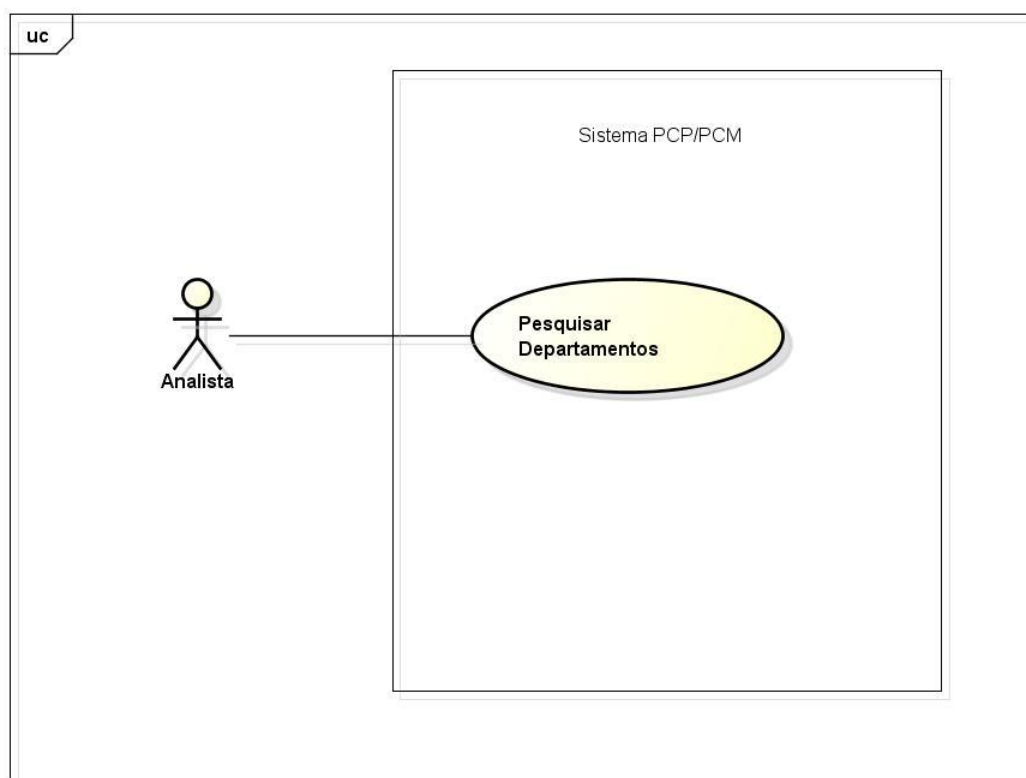 uc
Sistema PCP/PCM
Pesquisar
Departamentos
Analista